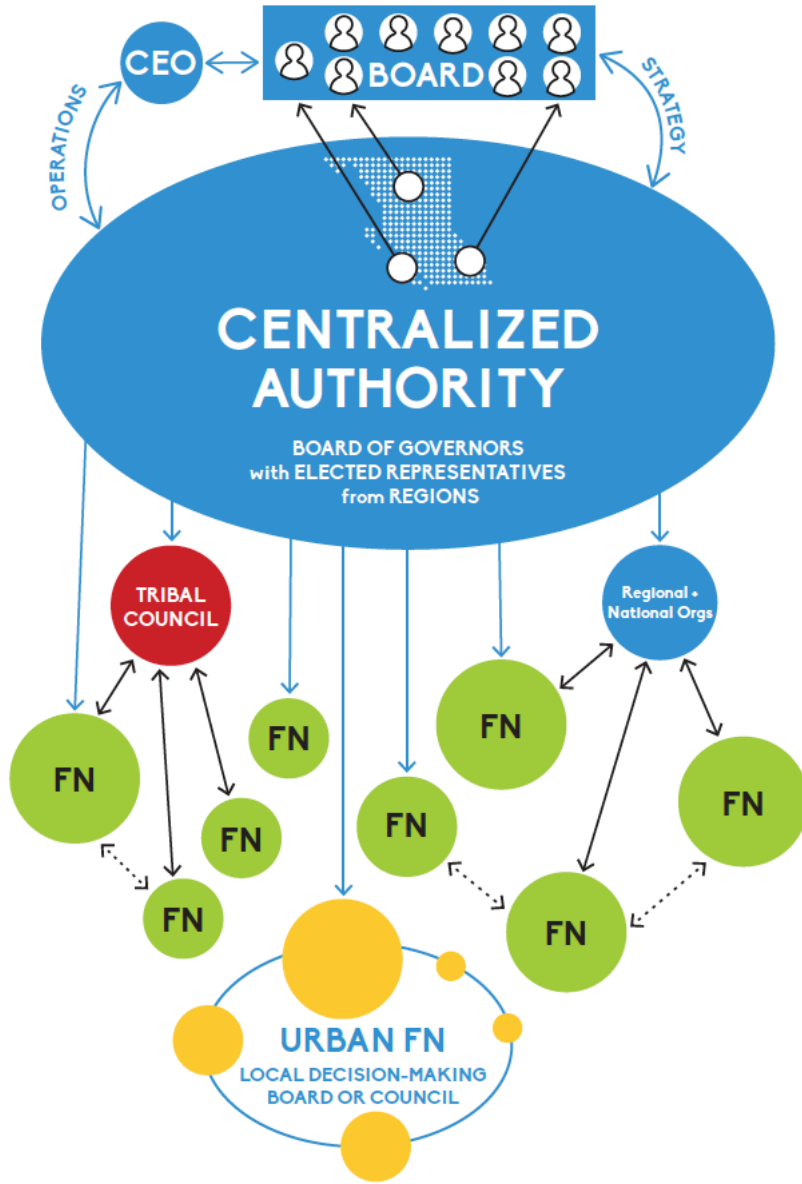 CEO
BOARD
OPERATIONS
STRATEGY
CENTRALIZED
AUTHORITY
BOARD OF GOVERNORS
with ELECTED REPRESENTATIVES
from REGIONS
TRIBAL
COUNCIL
Regional +
National Orgs
FN
FN
FN
FN
FN
FN
FN
FN
URBAN FN
LOCAL DECISION-MAKING
BOARD OR COUNCIL